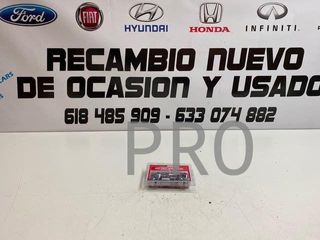 Ford
FIAT
HYUNDAI
HONDA
INFINITI
RECAMBIO NUEVO
DE OCASION Y USADO
618 485 909 - 633 074 882
PRO